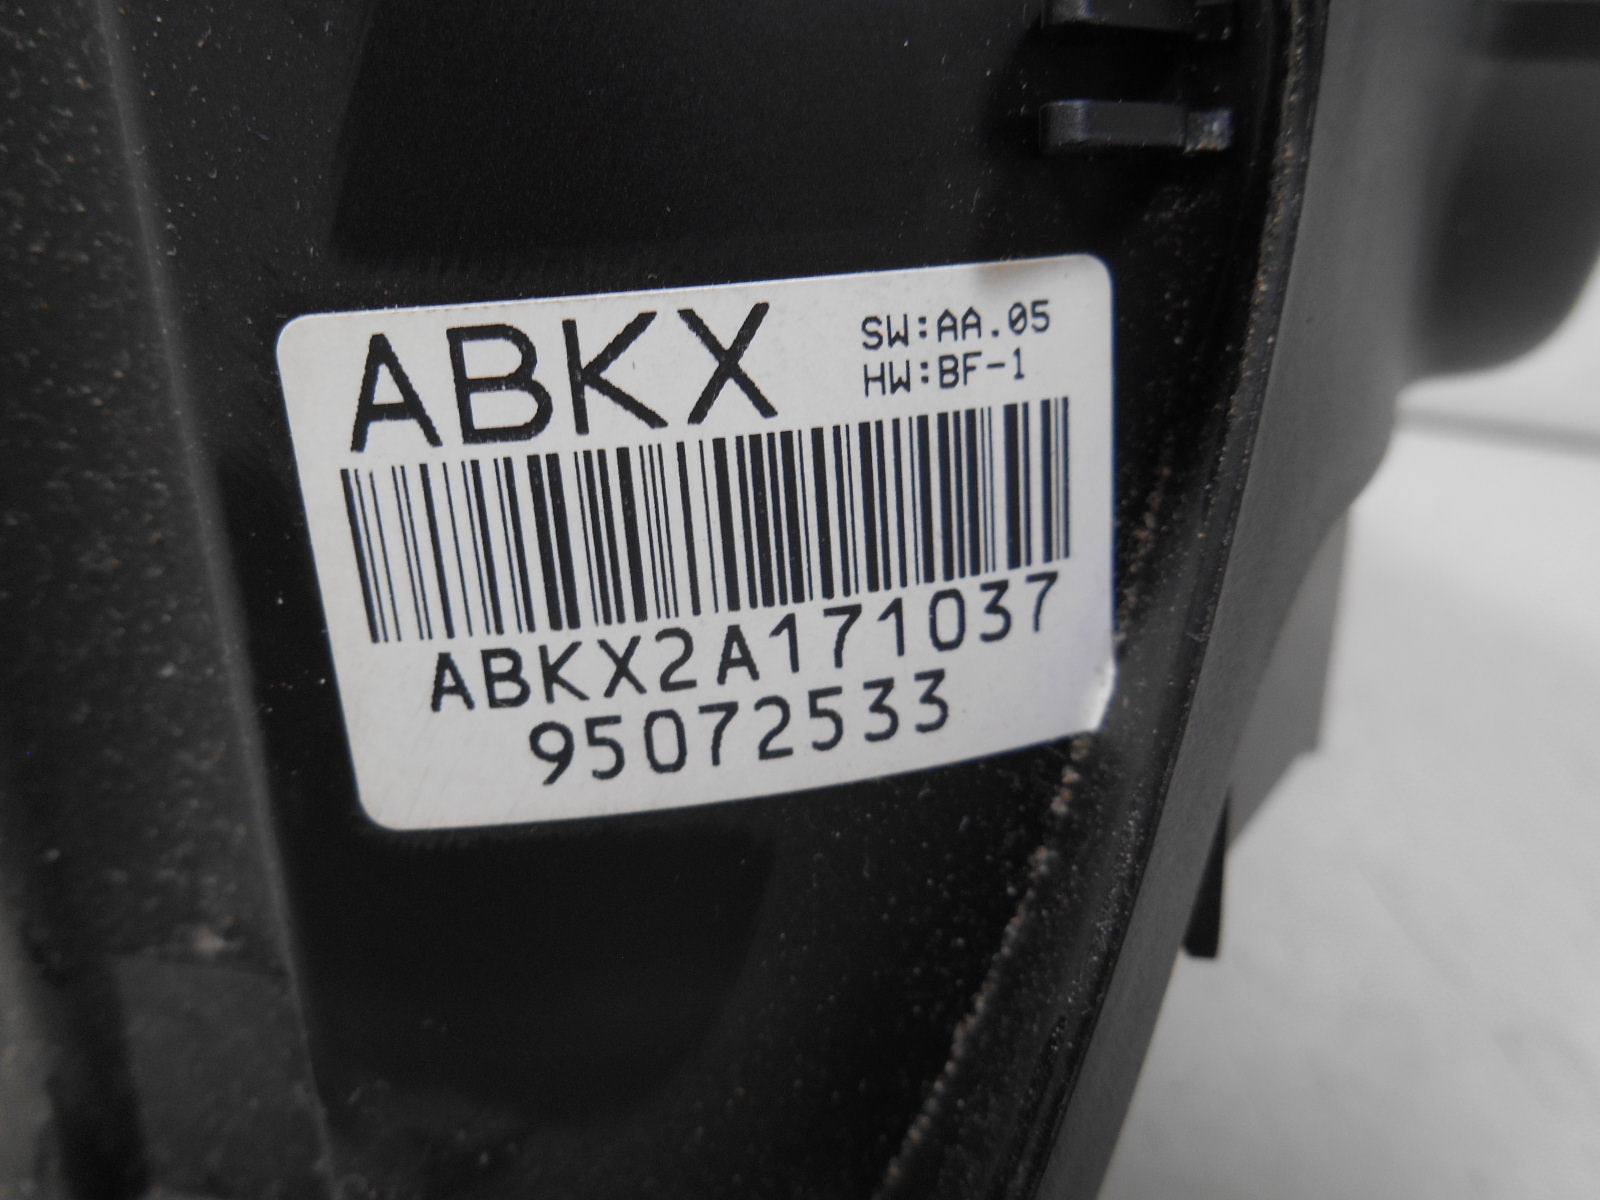 ABKX
SW:AA.05
HW:BF-1
ABKX2A171037
95072533